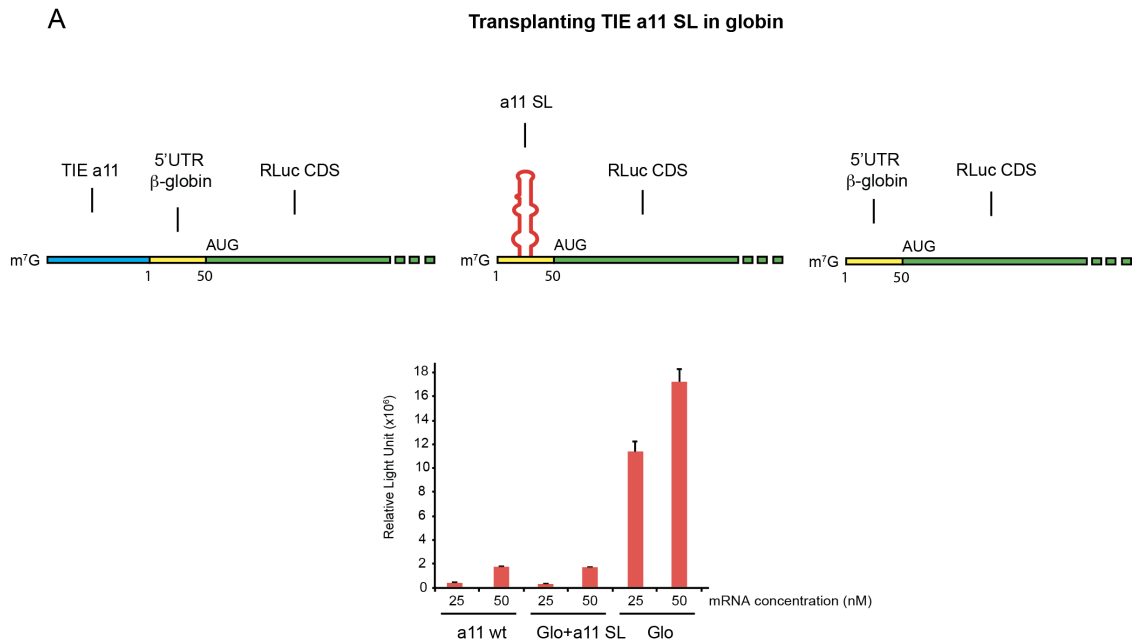 A
Transplanting TIE a11 SL in globin
TIE a11
5'UTR
β-globin
RLuc CDS
AUG
m⁷G
1
50
a11 SL
RLuc CDS
AUG
m⁷G
1
50
5'UTR
β-globin
RLuc CDS
AUG
m⁷G
1
50
Relative Light Unit (x10⁶)
18
16
14
12
10
8
6
4
2
0
25 50 25 50 25 50 mRNA concentration (nM)
a11 wt Glo+a11 SL Glo